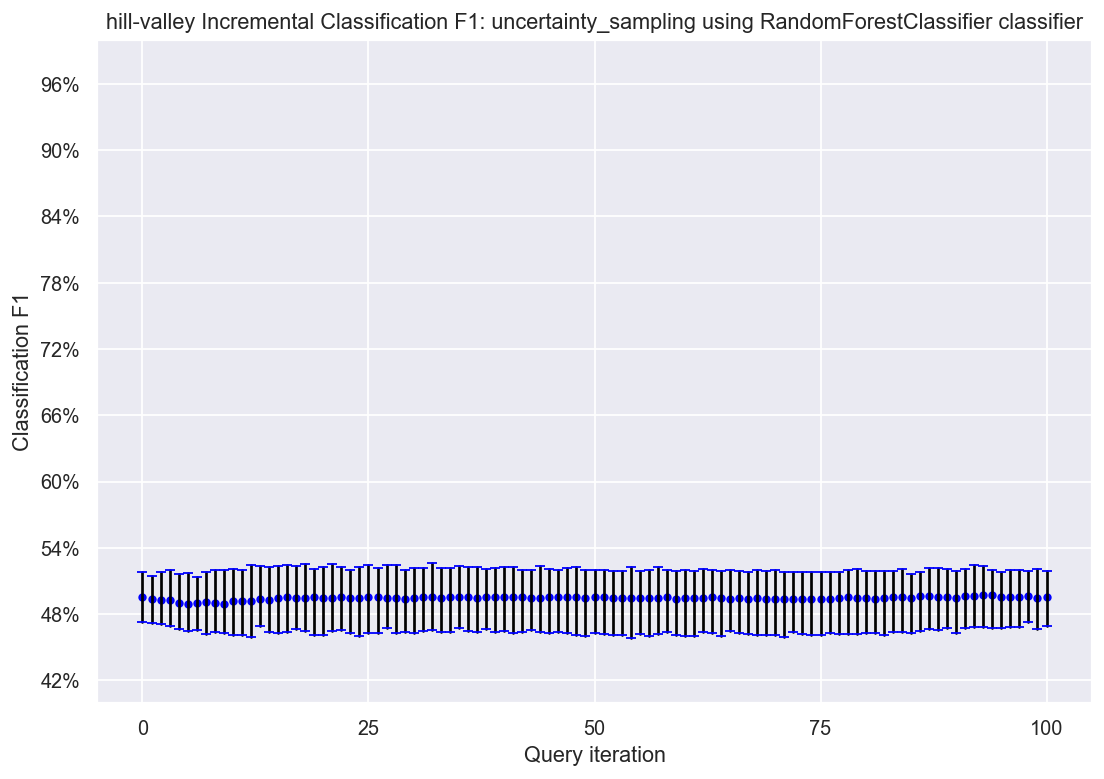 hill-valley Incremental Classification F1: uncertainty_sampling using RandomForestClassifier classifier
96%
90%
84%
78%
72%
66%
60%
54%
48%
42%
Classification F1
0 25 50 75 100
Query iteration